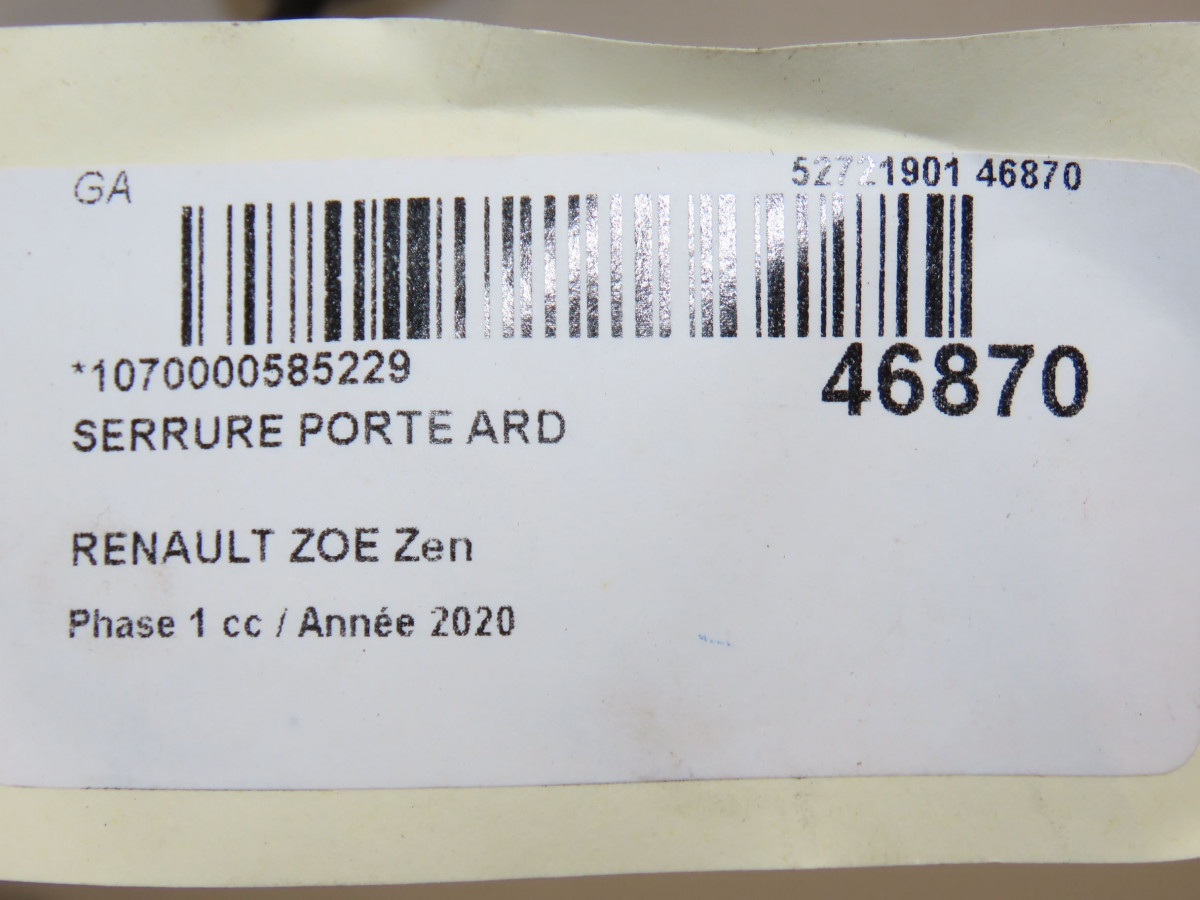 GA
52721901 46870
*1070000585229
46870
SERRURE PORTE ARD
RENAULT ZOE Zen
Phase 1 cc / Année 2020